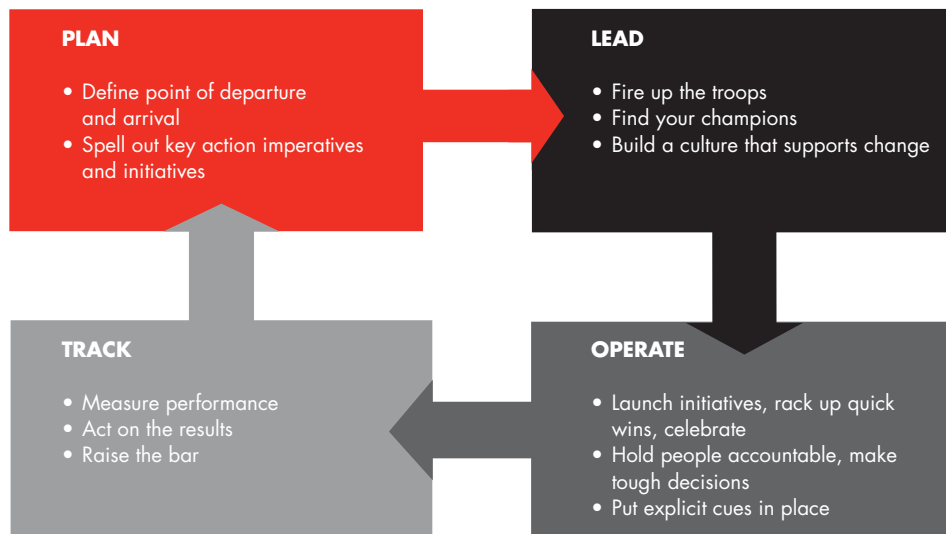 PLAN
• Define point of departure
and arrival
• Spell out key action imperatives
and initiatives
LEAD
• Fire up the troops
• Find your champions
• Build a culture that supports change
TRACK
• Measure performance
• Act on the results
• Raise the bar
OPERATE
• Launch initiatives, rack up quick
wins, celebrate
• Hold people accountable, make
tough decisions
• Put explicit cues in place